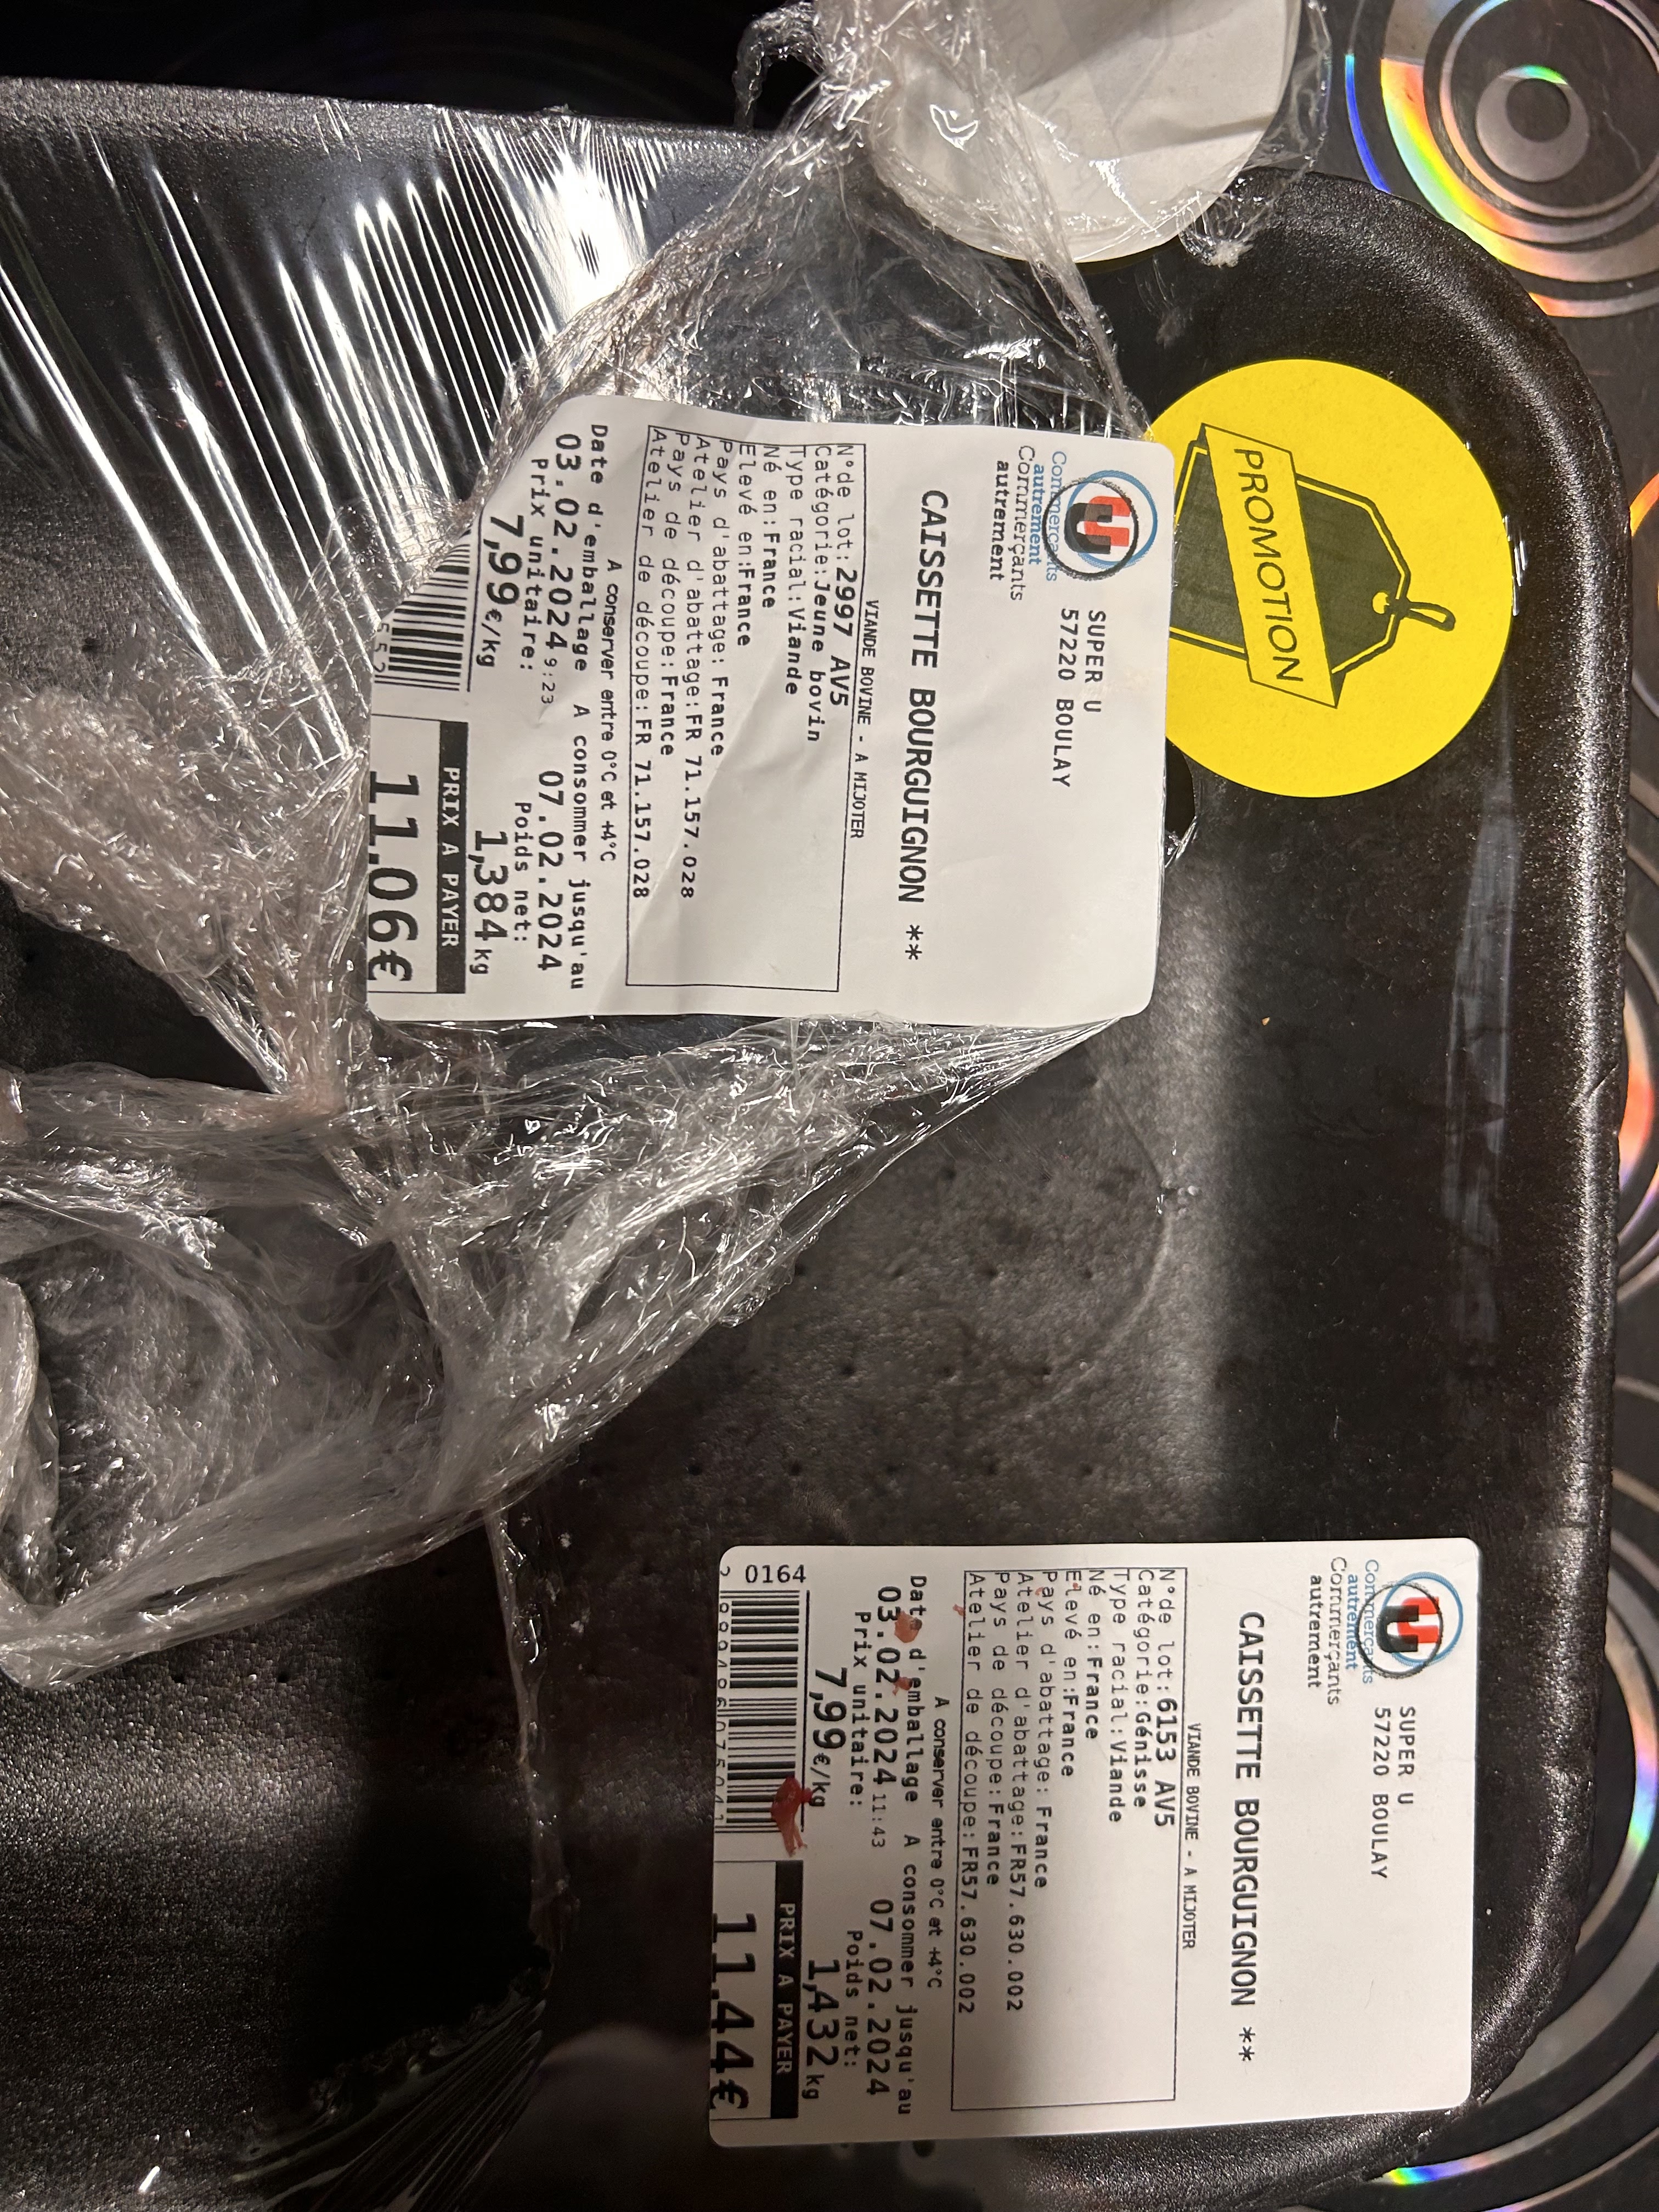 PROMOTION
SUPER U
57220 BOULAY
U
Commerçants
autrement
Commerçants
autrement
CAISSETTE BOURGUIGNON **
VIANDE BOVINE - A MIJOTER
N°de lot:2997 AV5
Catégorie:Jeune bovin
Type racial:Viande
Né en:France
Elevé en:France
Pays d'abattage: France
Atelier d'abattage:FR 71.157.028
Pays de découpe:France
Atelier de découpe:FR 71.157.028
A conserver entre 0°C et +4°C
Date d'emballage A consommer jusqu'au
03.02.2024 9:23 07.02.2024
Prix unitaire: Poids net:
7,99€/kg 1,384kg
PRIX A PAYER
11,06€
SUPER U
57220 BOULAY
U
Commerçants
autrement
Commerçants
autrement
CAISSETTE BOURGUIGNON **
VIANDE BOVINE - A MIJOTER
N°de lot:6153 AV5
Catégorie:Génisse
Type racial:Viande
Né en:France
Elevé en:France
Pays d'abattage: France
Atelier d'abattage:FR57.630.002
Pays de découpe:France
Atelier de découpe:FR57.630.002
A conserver entre 0°C et +4°C
Date d'emballage A consommer jusqu'au
03.02.2024 11:43 07.02.2024
Prix unitaire: Poids net:
7,99€/kg 1,432kg
0164
PRIX A PAYER
11,44€